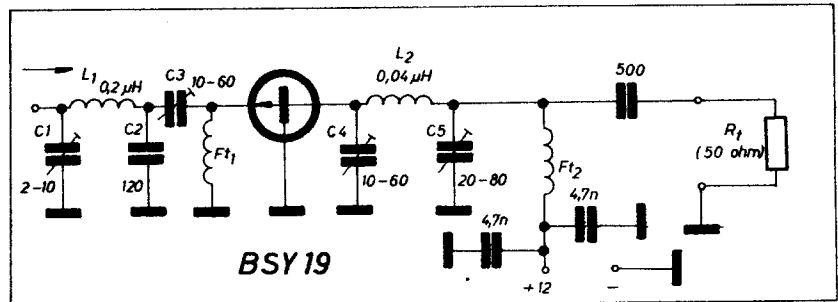 L1
0,2 µH
C3
10-60
L2
0,04 µH
500
C1
2-10
C2
120
Ft1
C4
10-60
C5
20-80
Ft2
Rt
(50 ohm)
4,7n
4,7n
+12
-
BSY 19